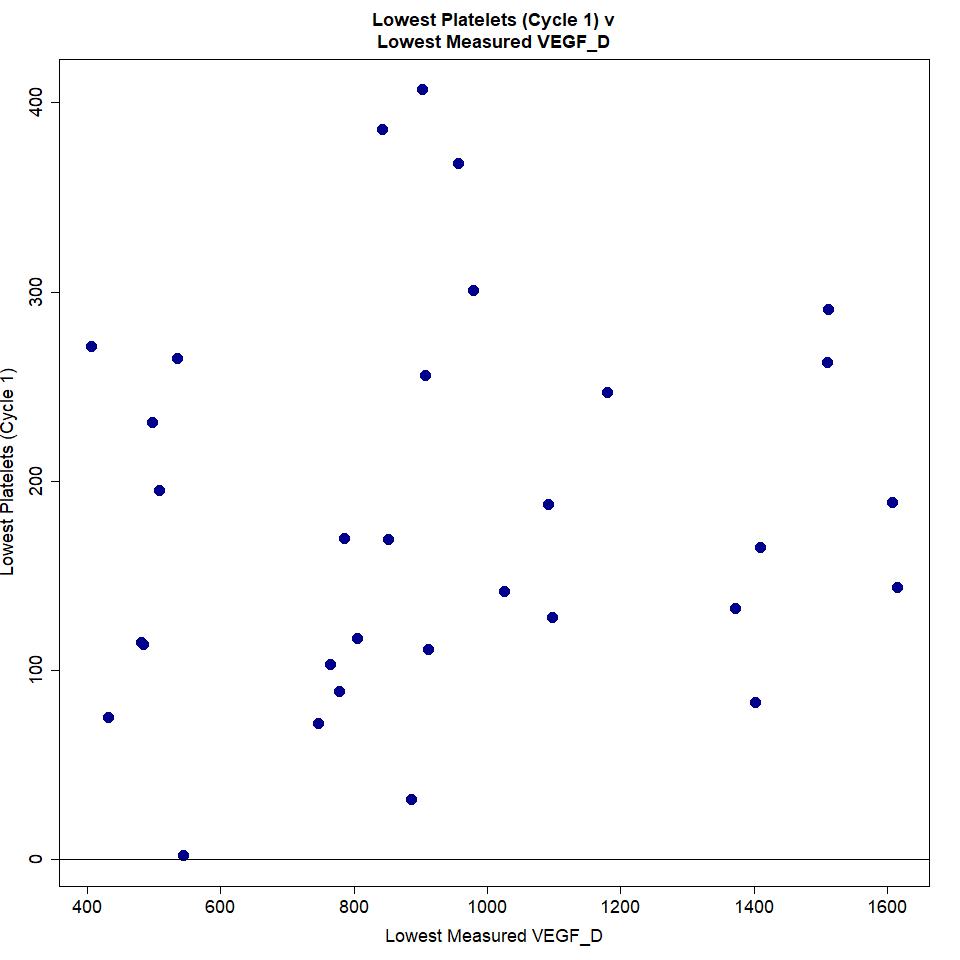 Lowest Platelets (Cycle 1) v
Lowest Measured VEGF_D
Lowest Platelets (Cycle 1)
400
300
200
100
0
400 600 800 1000 1200 1400 1600
Lowest Measured VEGF_D